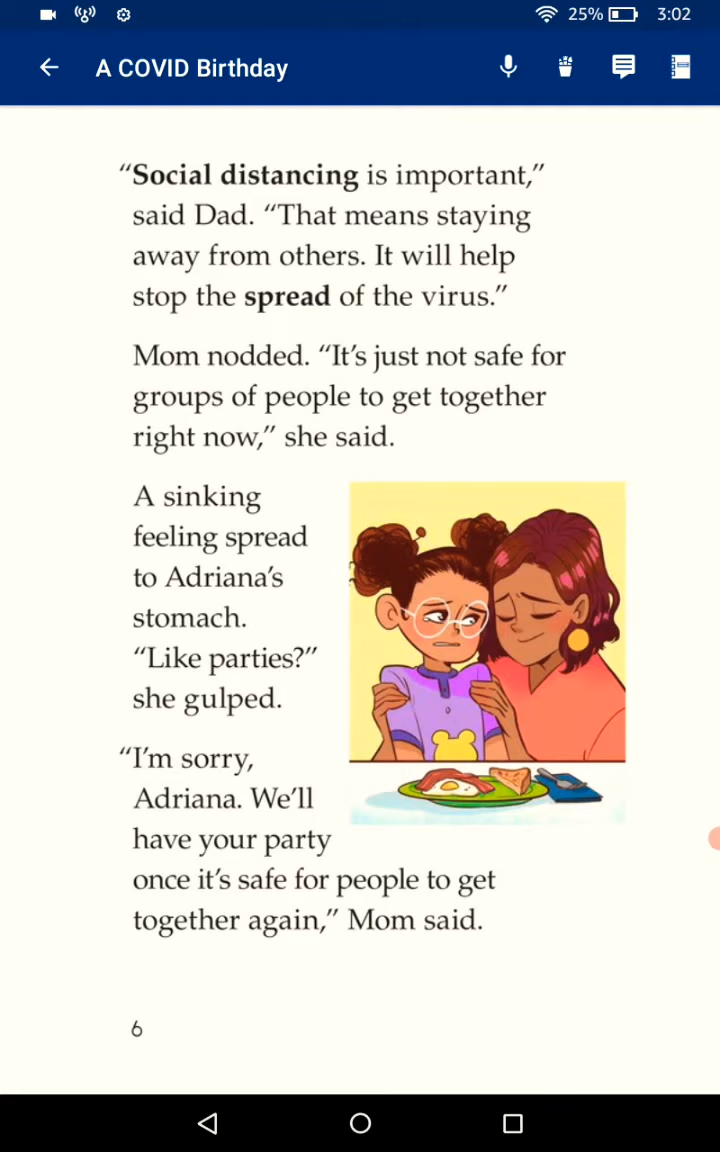 25% 3:02
A COVID Birthday
“Social distancing is important,”
said Dad. “That means staying
away from others. It will help
stop the spread of the virus.”
Mom nodded. “It’s just not safe for
groups of people to get together
right now,” she said.
A sinking
feeling spread
to Adriana’s
stomach.
“Like parties?”
she gulped.
“I’m sorry,
Adriana. We’ll
have your party
once it’s safe for people to get
together again,” Mom said.
6